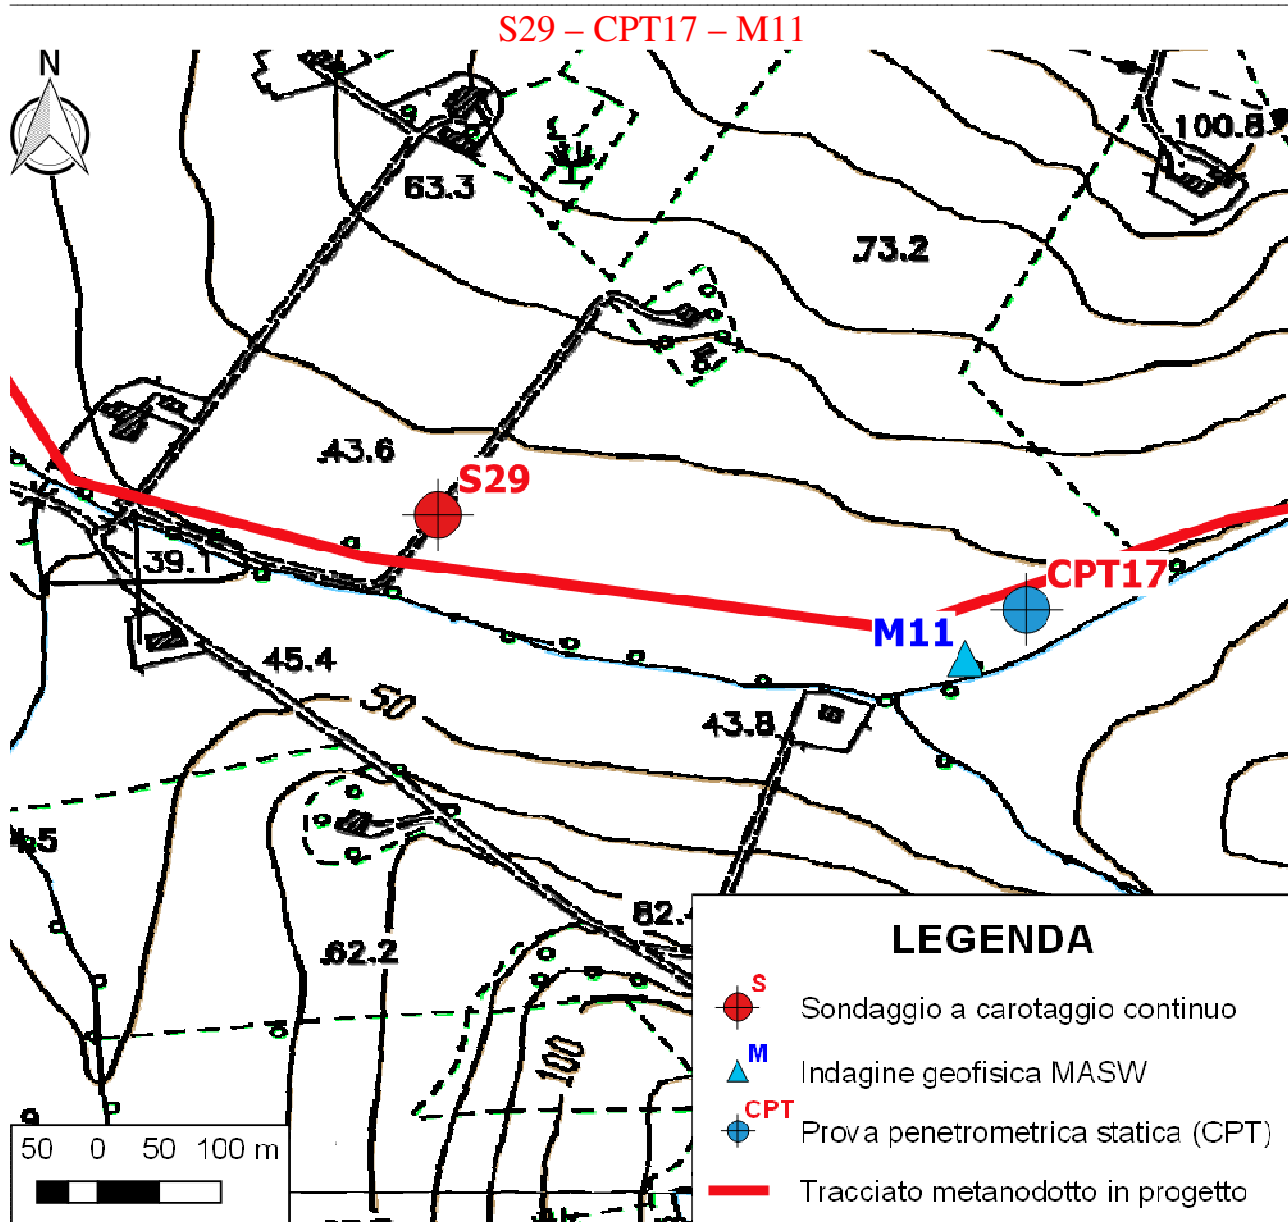 S29 – CPT17 – M11
N
100.8
63.3
73.2
43.6
S29
39.1
CPT17
M11
45.4
50
43.8
62.2
100
LEGENDA
S
Sondaggio a carotaggio continuo
M
Indagine geofisica MASW
CPT
Prova penetrometrica statica (CPT)
Tracciato metanodotto in progetto
50 0 50 100 m